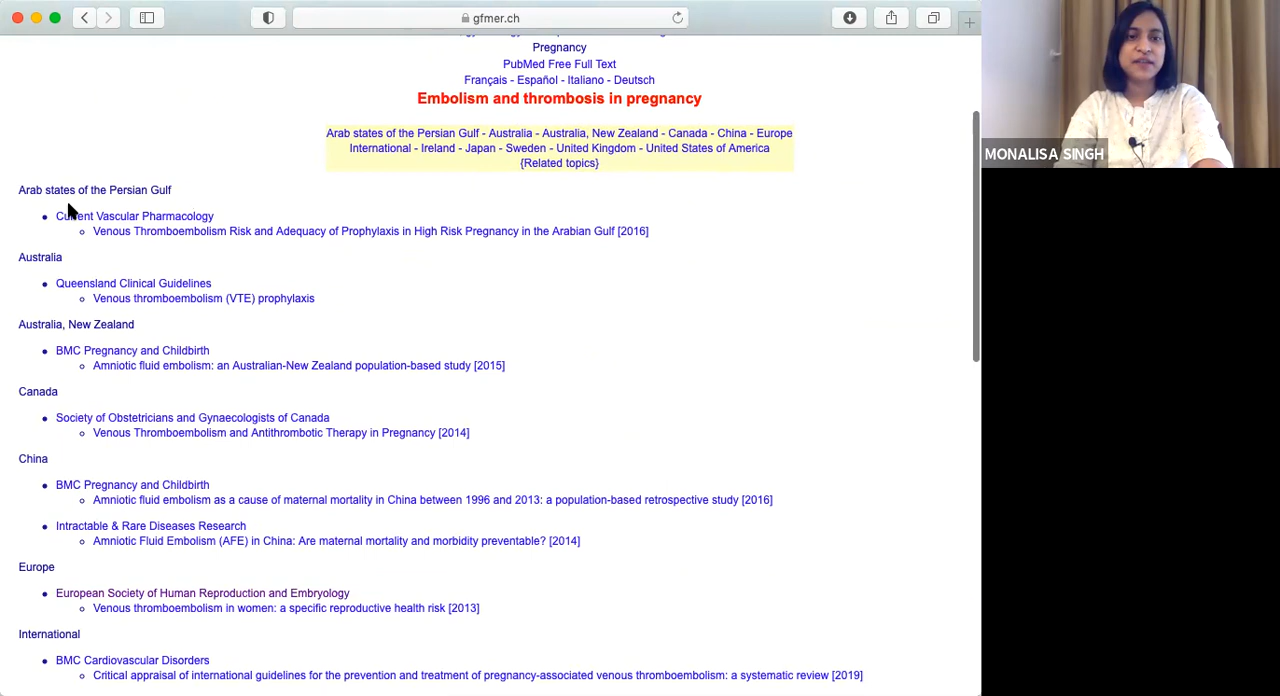 gfmer.ch
Pregnancy
PubMed Free Full Text
Français - Español - Italiano - Deutsch
Embolism and thrombosis in pregnancy
Arab states of the Persian Gulf - Australia - Australia, New Zealand - Canada - China - Europe
International - Ireland - Japan - Sweden - United Kingdom - United States of America
{Related topics}
Arab states of the Persian Gulf
Current Vascular Pharmacology
Venous Thromboembolism Risk and Adequacy of Prophylaxis in High Risk Pregnancy in the Arabian Gulf [2016]
Australia
Queensland Clinical Guidelines
Venous thromboembolism (VTE) prophylaxis
Australia, New Zealand
BMC Pregnancy and Childbirth
Amniotic fluid embolism: an Australian-New Zealand population-based study [2015]
Canada
Society of Obstetricians and Gynaecologists of Canada
Venous Thromboembolism and Antithrombotic Therapy in Pregnancy [2014]
China
BMC Pregnancy and Childbirth
Amniotic fluid embolism as a cause of maternal mortality in China between 1996 and 2013: a population-based retrospective study [2016]
Intractable & Rare Diseases Research
Amniotic Fluid Embolism (AFE) in China: Are maternal mortality and morbidity preventable? [2014]
Europe
European Society of Human Reproduction and Embryology
Venous thromboembolism in women: a specific reproductive health risk [2013]
International
BMC Cardiovascular Disorders
Critical appraisal of international guidelines for the prevention and treatment of pregnancy-associated venous thromboembolism: a systematic review [2019]
MONALISA SINGH